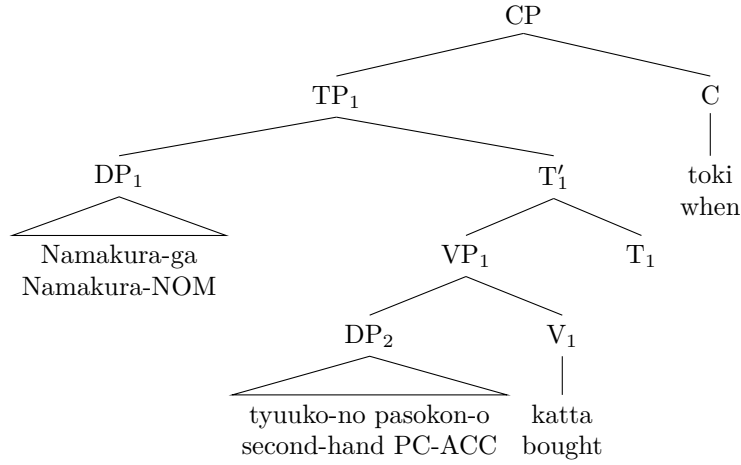 CP
TP₁ C
DP₁ T′₁ toki
when
Namakura-ga VP₁ T₁
Namakura-NOM
DP₂ V₁
tyuuko-no pasokon-o katta
second-hand PC-ACC bought